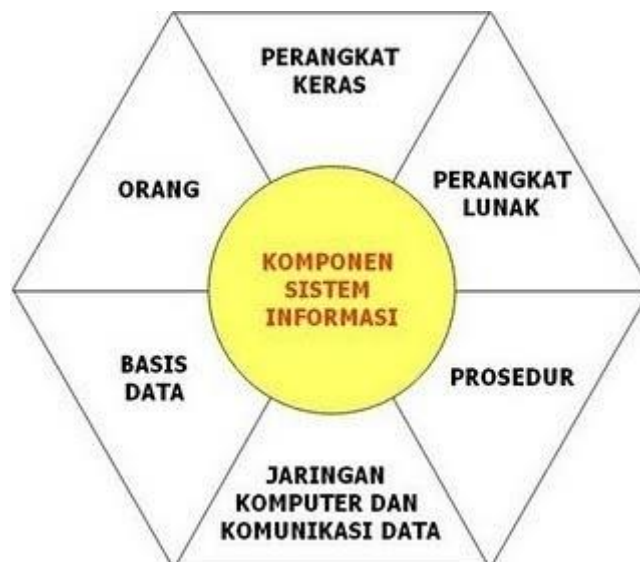 PERANGKAT
KERAS
ORANG
PERANGKAT
LUNAK
KOMPONEN
SISTEM
INFORMASI
BASIS
DATA
PROSEDUR
JARINGAN
KOMPUTER DAN
KOMUNIKASI DATA